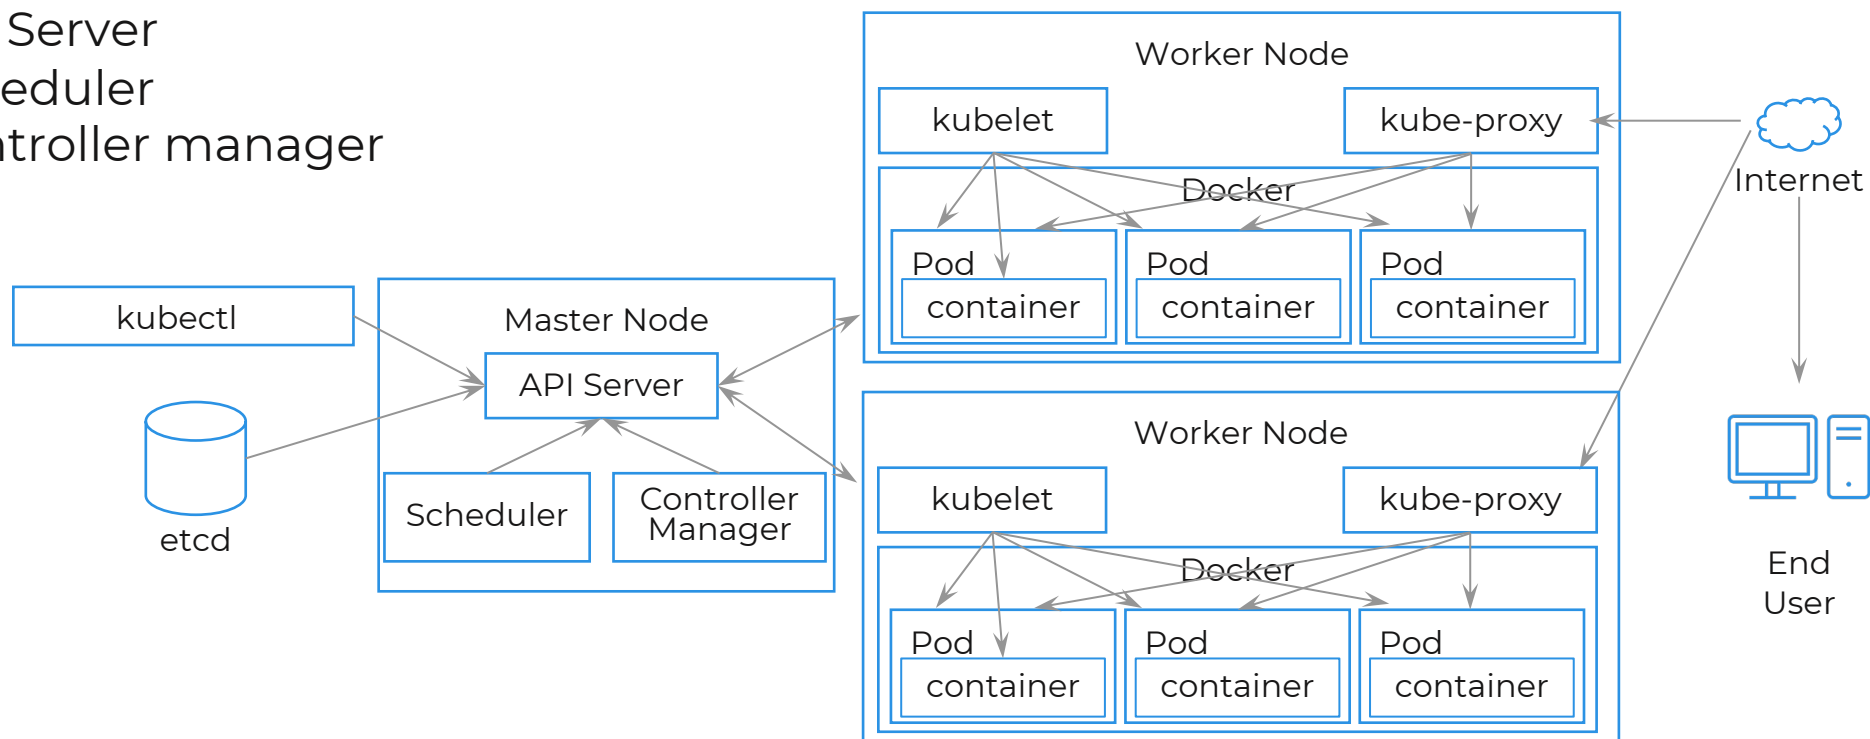 Server
eduler
ntroller manager
kubectl
etcd
Master Node
API Server
Scheduler
Controller
Manager
Worker Node
kubelet
kube-proxy
Docker
Pod
container
Pod
container
Pod
container
Worker Node
kubelet
kube-proxy
Docker
Pod
container
Pod
container
Pod
container
Internet
End
User